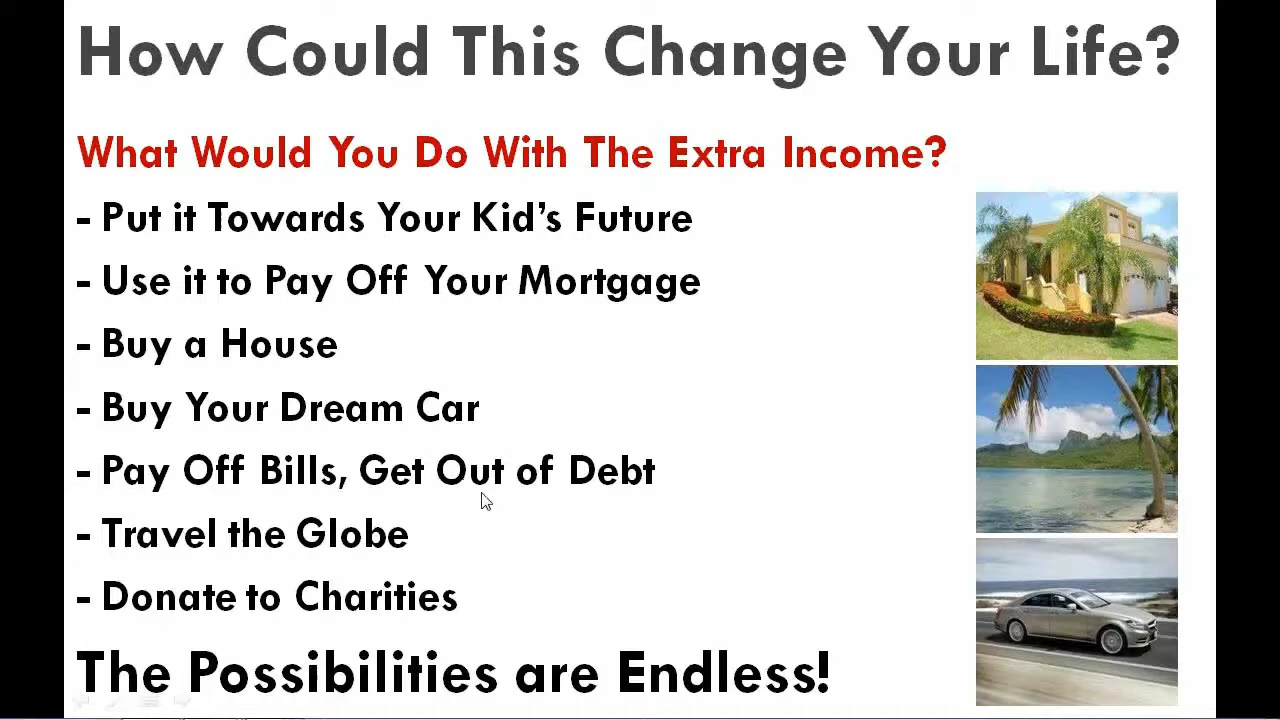 How Could This Change Your Life?
What Would You Do With The Extra Income?
- Put it Towards Your Kid's Future
- Use it to Pay Off Your Mortgage
- Buy a House
- Buy Your Dream Car
- Pay Off Bills, Get Out of Debt
- Travel the Globe
- Donate to Charities
The Possibilities are Endless!